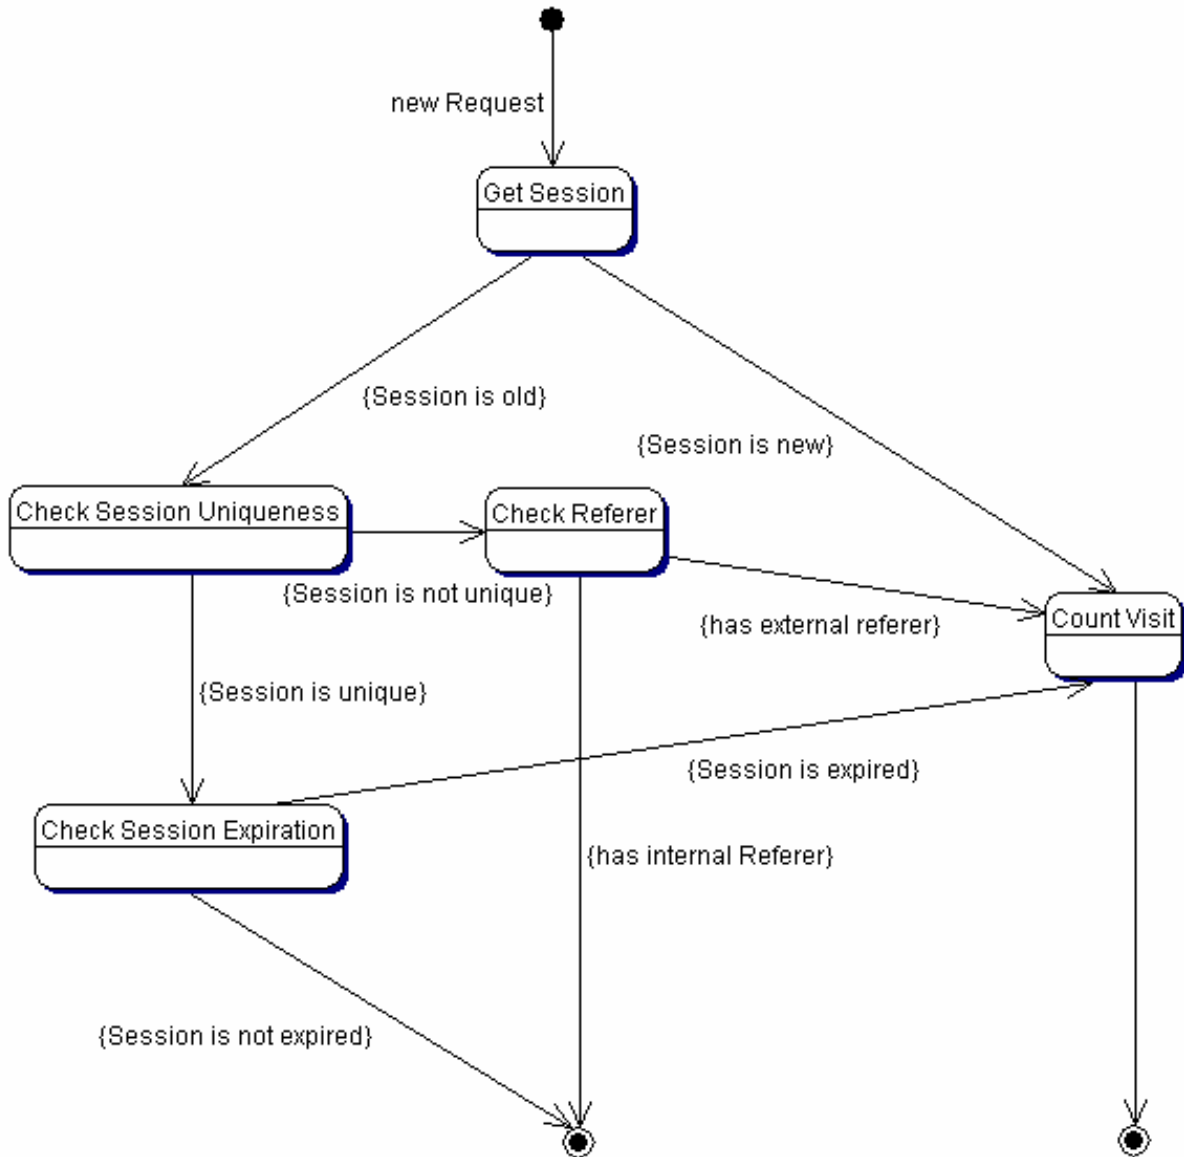 new Request
Get Session
{Session is old}
{Session is new}
Check Session Uniqueness
Check Referer
{Session is not unique}
{has external referer}
Count Visit
{Session is unique}
{Session is expired}
Check Session Expiration
{has internal Referer}
{Session is not expired}